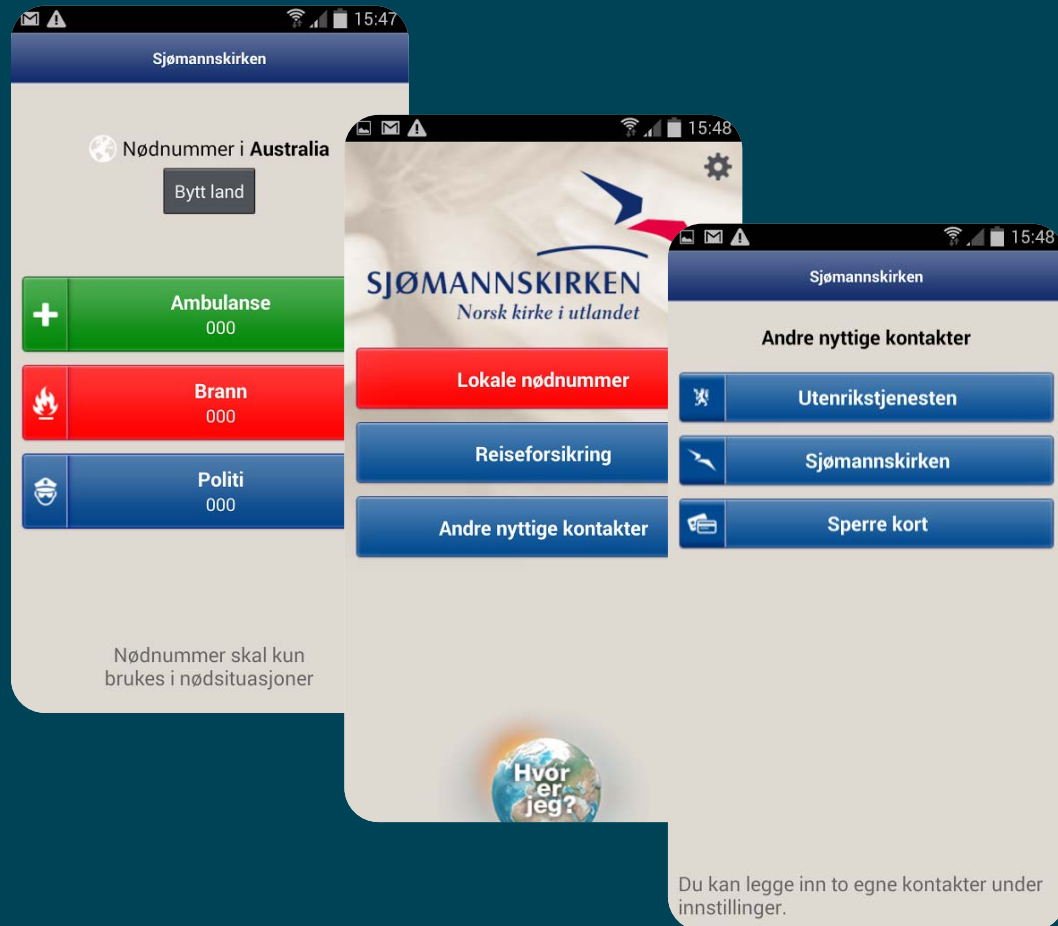 15:47
Sjømannskirken
Nødnummer i Australia
Bytt land
Ambulanse
000
Brann
000
Politi
000
Nødnummer skal kun
brukes i nødsituasjoner
15:48
SJØMANNSKIRKEN
Norsk kirke i utlandet
Lokale nødnummer
Reiseforsikring
Andre nyttige kontakter
Hvor
er
jeg?
15:48
Sjømannskirken
Andre nyttige kontakter
Utenrikstjenesten
Sjømannskirken
Sperre kort
Du kan legge inn to egne kontakter under
innstillinger.